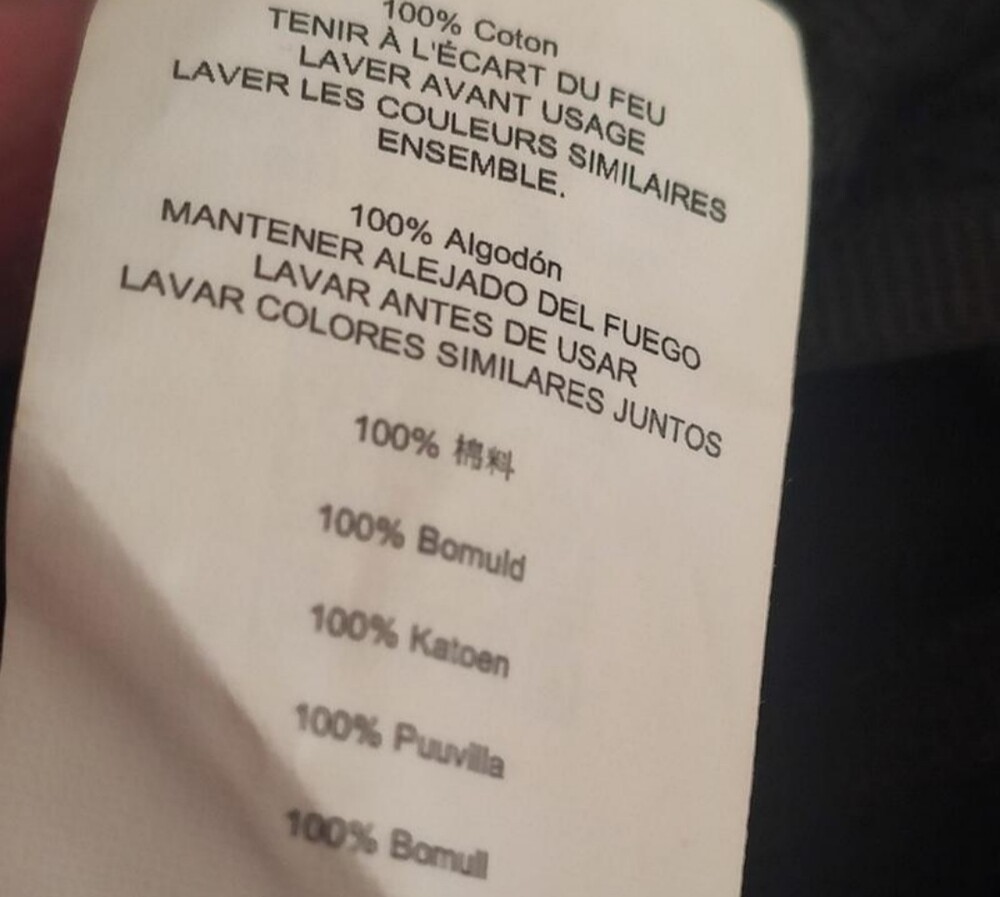 100% Coton
TENIR À L'ÉCART DU FEU
LAVER AVANT USAGE
LAVER LES COULEURS SIMILAIRES
ENSEMBLE.
100% Algodón
MANTENER ALEJADO DEL FUEGO
LAVAR ANTES DE USAR
LAVAR COLORES SIMILARES JUNTOS
100% 棉料
100% Bomuld
100% Katoen
100% Puuvilla
100% Bomull